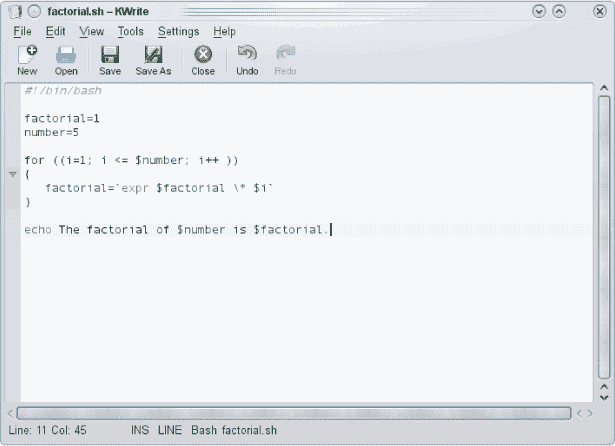 factorial.sh – KWrite
File Edit View Tools Settings Help
New Open Save Save As Close Undo Redo
#!/bin/bash
factorial=1
number=5
for ((i=1; i <= $number; i++ ))
{
factorial=`expr $factorial \* $i`
}
echo The factorial of $number is $factorial.
Line: 11 Col: 45 INS LINE Bash factorial.sh